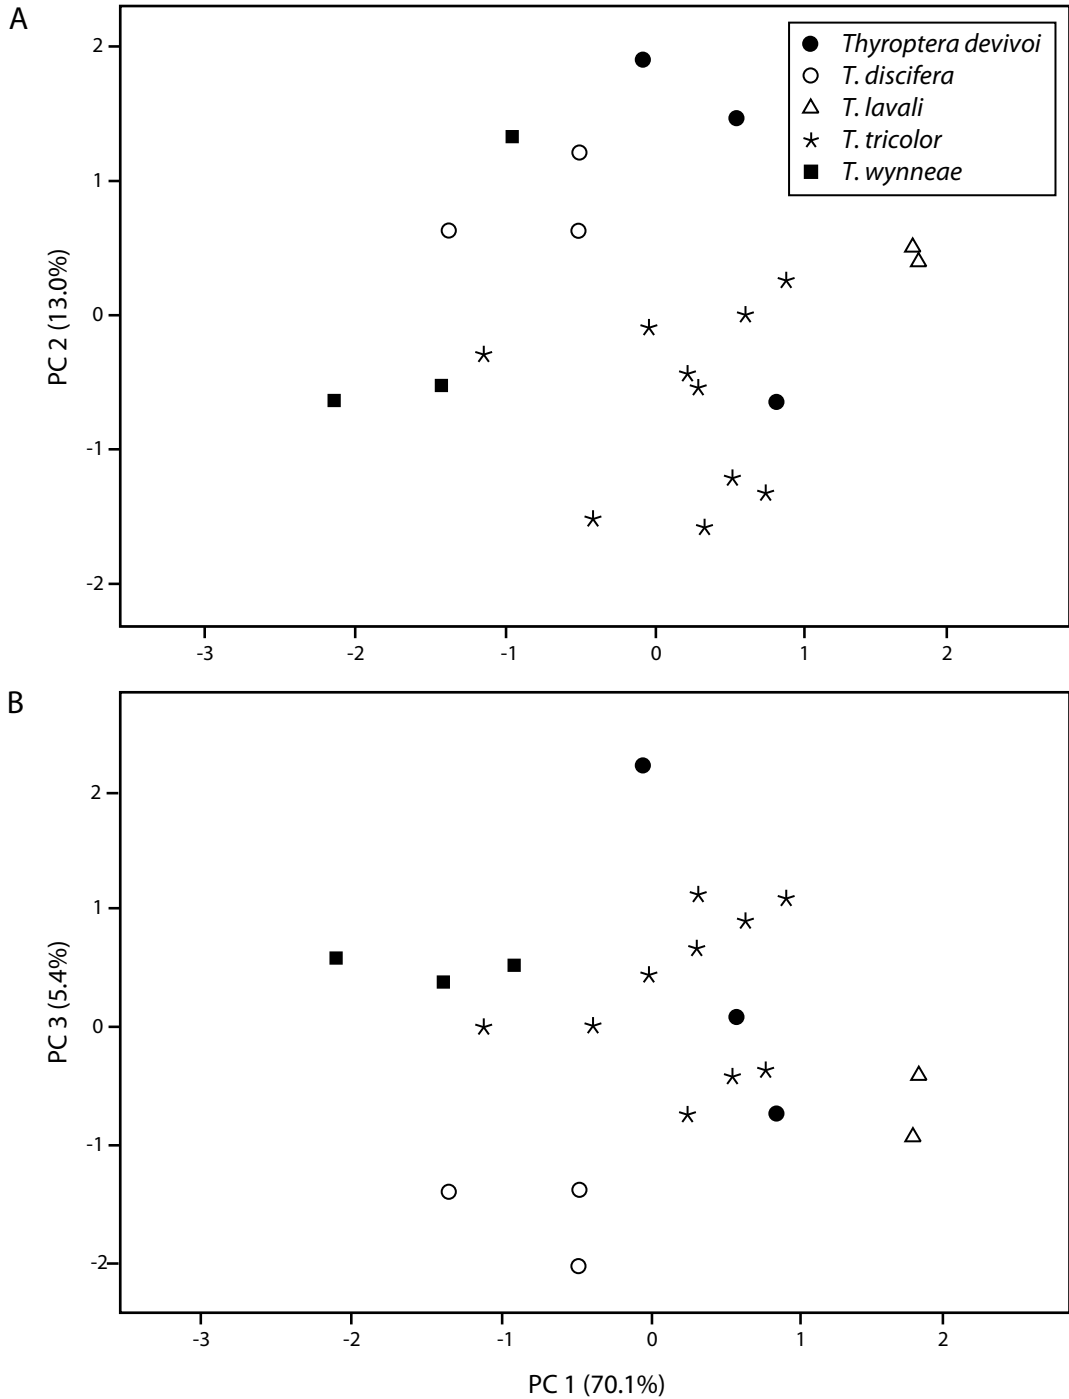 A
Thyroptera devivoi
T. discifera
T. lavali
T. tricolor
T. wynneae
PC 2 (13.0%)
2
1
0
-1
-2
-3 -2 -1 0 1 2
B
PC 3 (5.4%)
2
1
0
-1
-2
-3 -2 -1 0 1 2
PC 1 (70.1%)